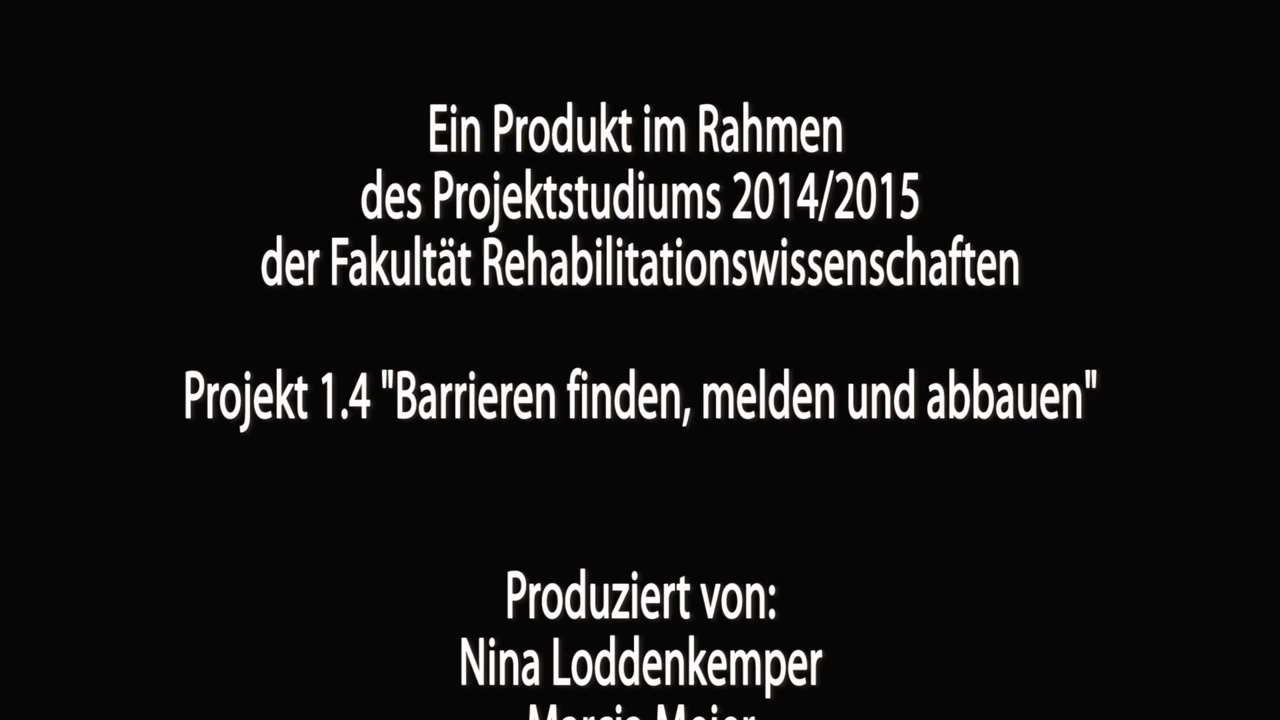 Ein Produkt im Rahmen
des Projektstudiums 2014/2015
der Fakultät Rehabilitationswissenschaften
Projekt 1.4 "Barrieren finden, melden und abbauen"
Produziert von:
Nina Loddenkemper